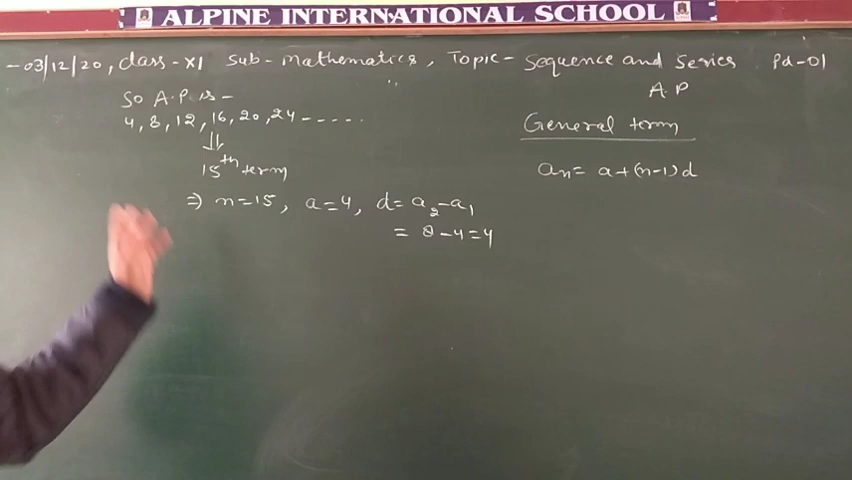 ALPINE INTERNATIONAL SCHOOL
-03/12/20, class-XI Sub-Mathematics, Topic-Sequence and Series Pd-01
A.P
So A.P. is-
4, 8, 12, 16, 20, 24 -----
⇓
15th term
⇒ n=15, a=4, d= a₂-a₁
= 8-4=4
General term
an= a+(n-1)d